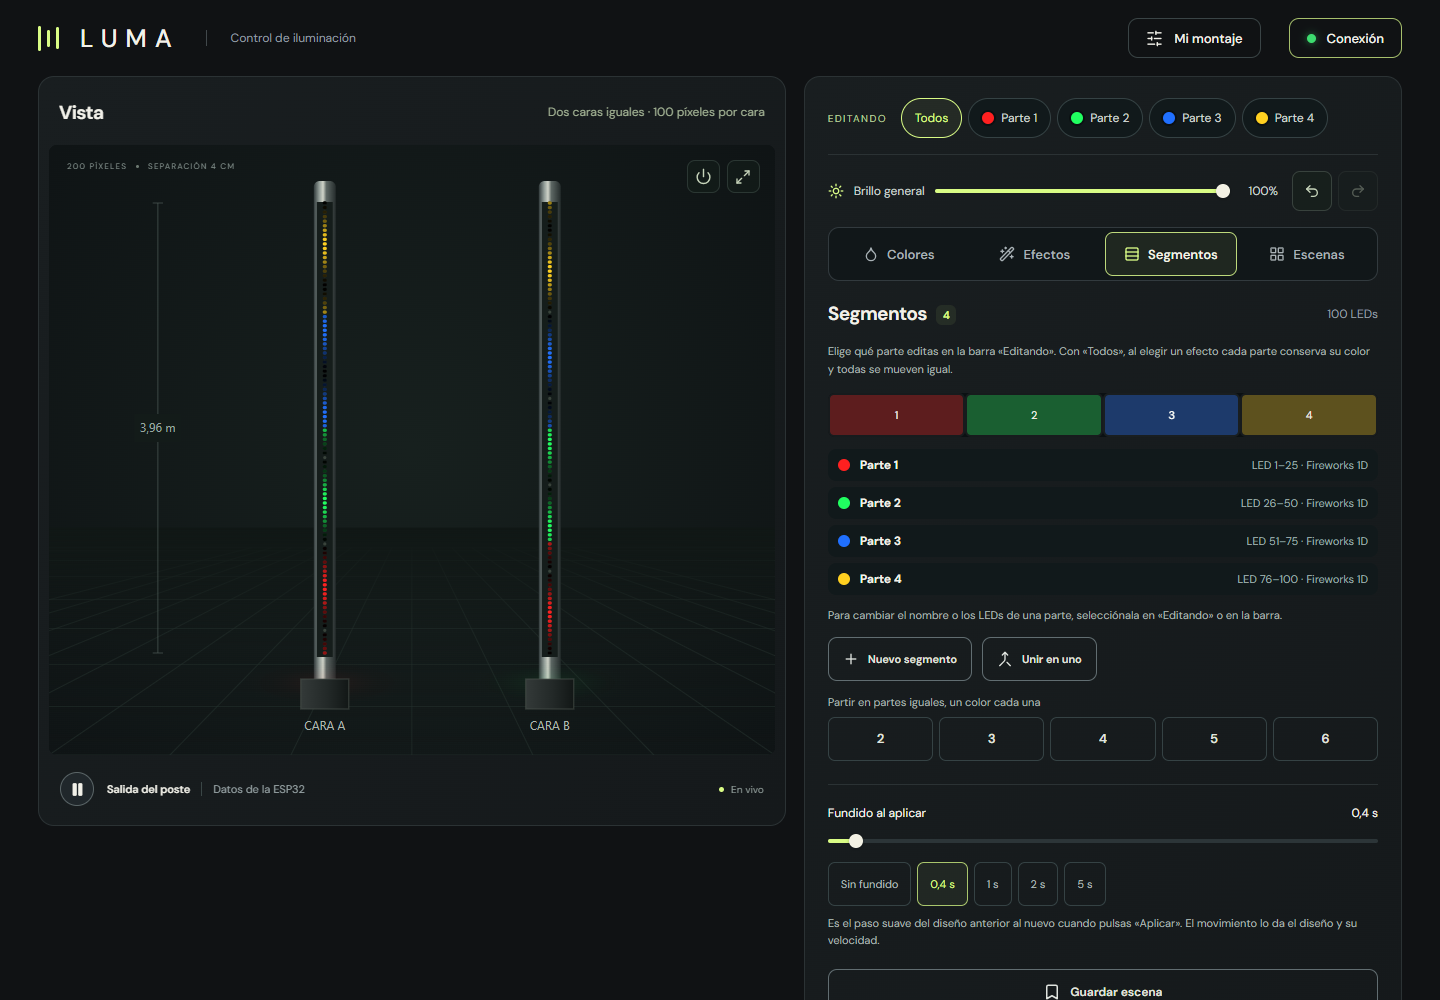 LUMA
Control de iluminación
Mi montaje
Conexión
Vista
Dos caras iguales · 100 píxeles por cara
200 PÍXELES • SEPARACIÓN 4 CM
3,96 m
CARA A
CARA B
Salida del poste
Datos de la ESP32
En vivo
EDITANDO
Todos
Parte 1
Parte 2
Parte 3
Parte 4
Brillo general
100%
Colores
Efectos
Segmentos
Escenas
Segmentos 4
100 LEDs
Elige qué parte editas en la barra «Editando». Con «Todos», al elegir un efecto cada parte conserva su color
y todas se mueven igual.
1
2
3
4
Parte 1
LED 1–25 · Fireworks 1D
Parte 2
LED 26–50 · Fireworks 1D
Parte 3
LED 51–75 · Fireworks 1D
Parte 4
LED 76–100 · Fireworks 1D
Para cambiar el nombre o los LEDs de una parte, selecciónala en «Editando» o en la barra.
Nuevo segmento
Unir en uno
Partir en partes iguales, un color cada una
2
3
4
5
6
Fundido al aplicar
0,4 s
Sin fundido
0,4 s
1 s
2 s
5 s
Es el paso suave del diseño anterior al nuevo cuando pulsas «Aplicar». El movimiento lo da el diseño y su
velocidad.
Guardar escena